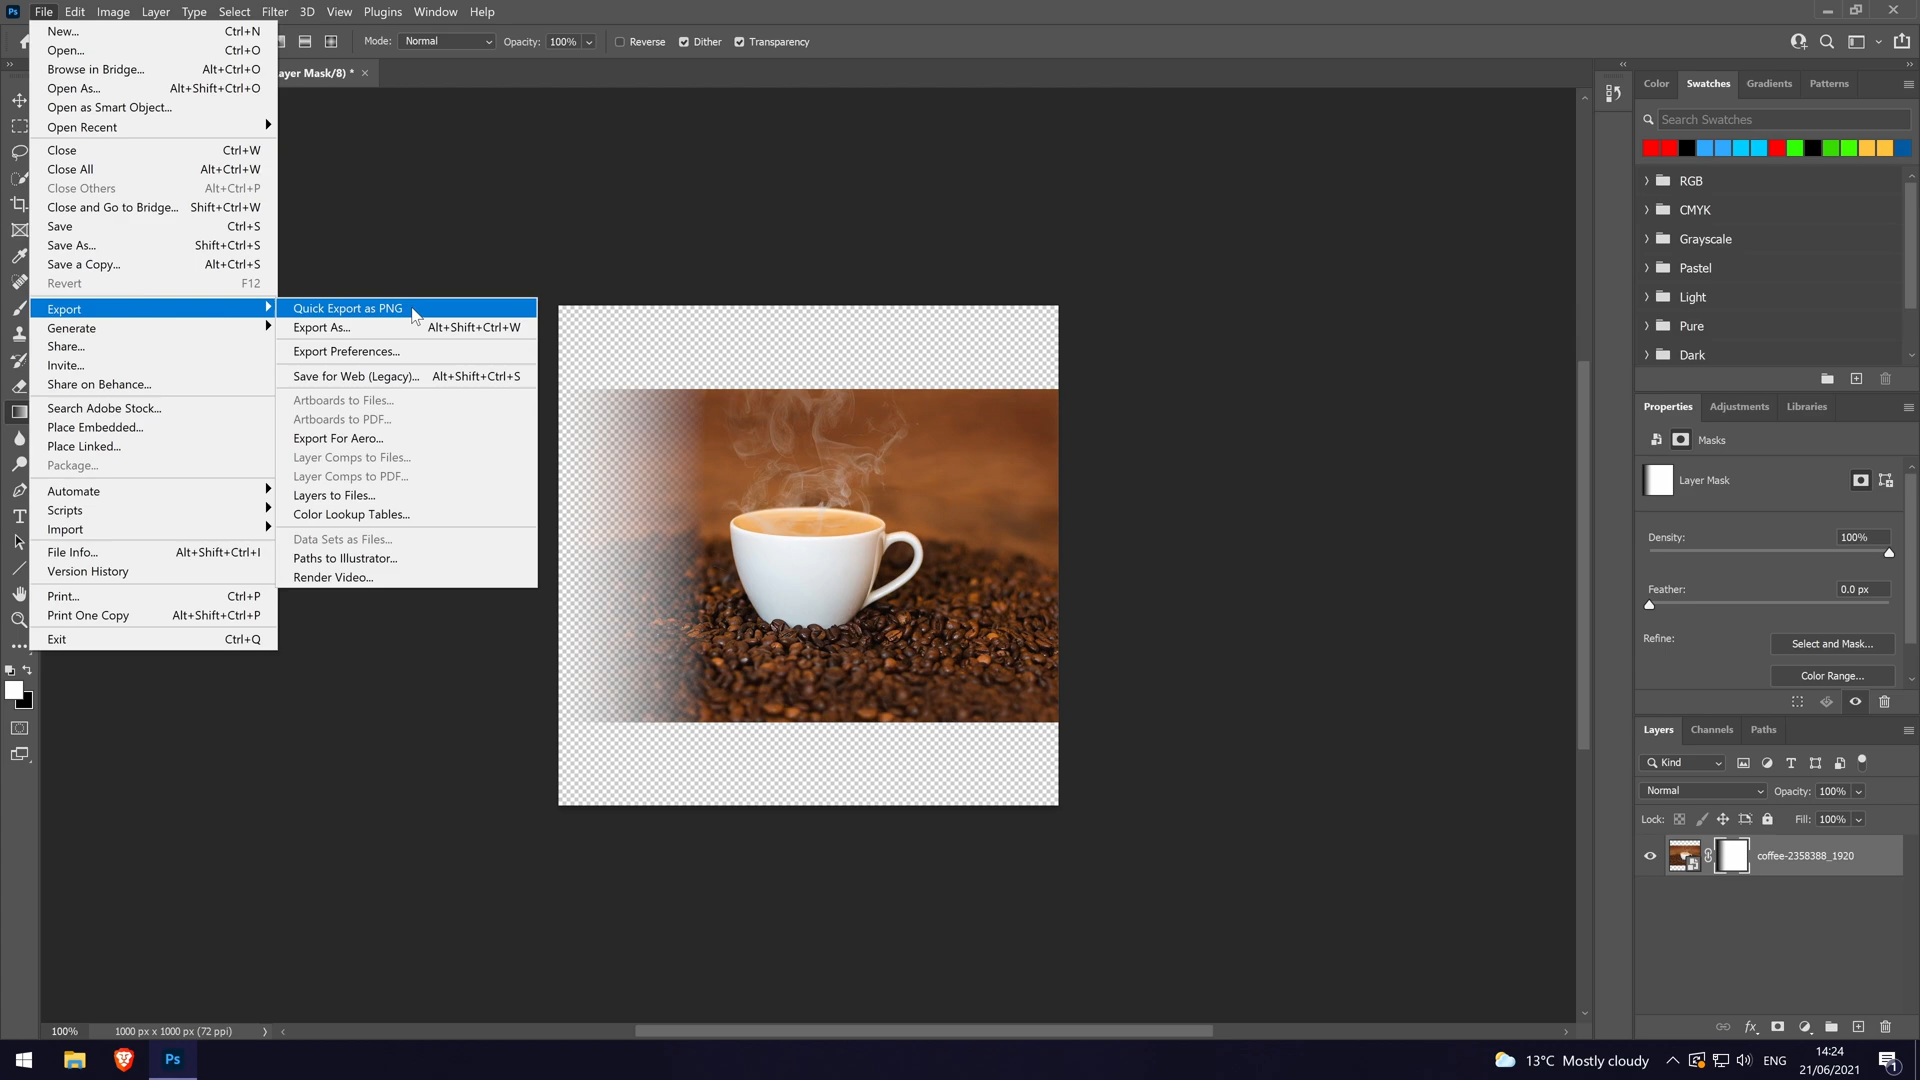 Ps File Edit Image Layer Type Select Filter 3D View Plugins Window Help
Mode: Normal Opacity: 100% Reverse Dither Transparency
ayer Mask/8) *
New... Ctrl+N
Open... Ctrl+O
Browse in Bridge... Alt+Ctrl+O
Open As... Alt+Shift+Ctrl+O
Open as Smart Object...
Open Recent
Close Ctrl+W
Close All Alt+Ctrl+W
Close Others Alt+Ctrl+P
Close and Go to Bridge... Shift+Ctrl+W
Save Ctrl+S
Save As... Shift+Ctrl+S
Save a Copy... Alt+Ctrl+S
Revert F12
Export
Generate
Share...
Invite...
Share on Behance...
Search Adobe Stock...
Place Embedded...
Place Linked...
Package...
Automate
Scripts
Import
File Info... Alt+Shift+Ctrl+I
Version History
Print... Ctrl+P
Print One Copy Alt+Shift+Ctrl+P
Exit Ctrl+Q
Quick Export as PNG
Export As... Alt+Shift+Ctrl+W
Export Preferences...
Save for Web (Legacy)... Alt+Shift+Ctrl+S
Artboards to Files...
Artboards to PDF...
Export For Aero...
Layer Comps to Files...
Layer Comps to PDF...
Layers to Files...
Color Lookup Tables...
Data Sets as Files...
Paths to Illustrator...
Render Video...
Color Swatches Gradients Patterns
Search Swatches
RGB
CMYK
Grayscale
Pastel
Light
Pure
Dark
Properties Adjustments Libraries
Masks
Layer Mask
Density: 100%
Feather: 0.0 px
Refine: Select and Mask...
Color Range...
Layers Channels Paths
Kind
Normal Opacity: 100%
Lock: Fill: 100%
coffee-2358388_1920
fx
100% 1000 px x 1000 px (72 ppi)
Ps
13°C Mostly cloudy ENG
14:24
21/06/2021
1